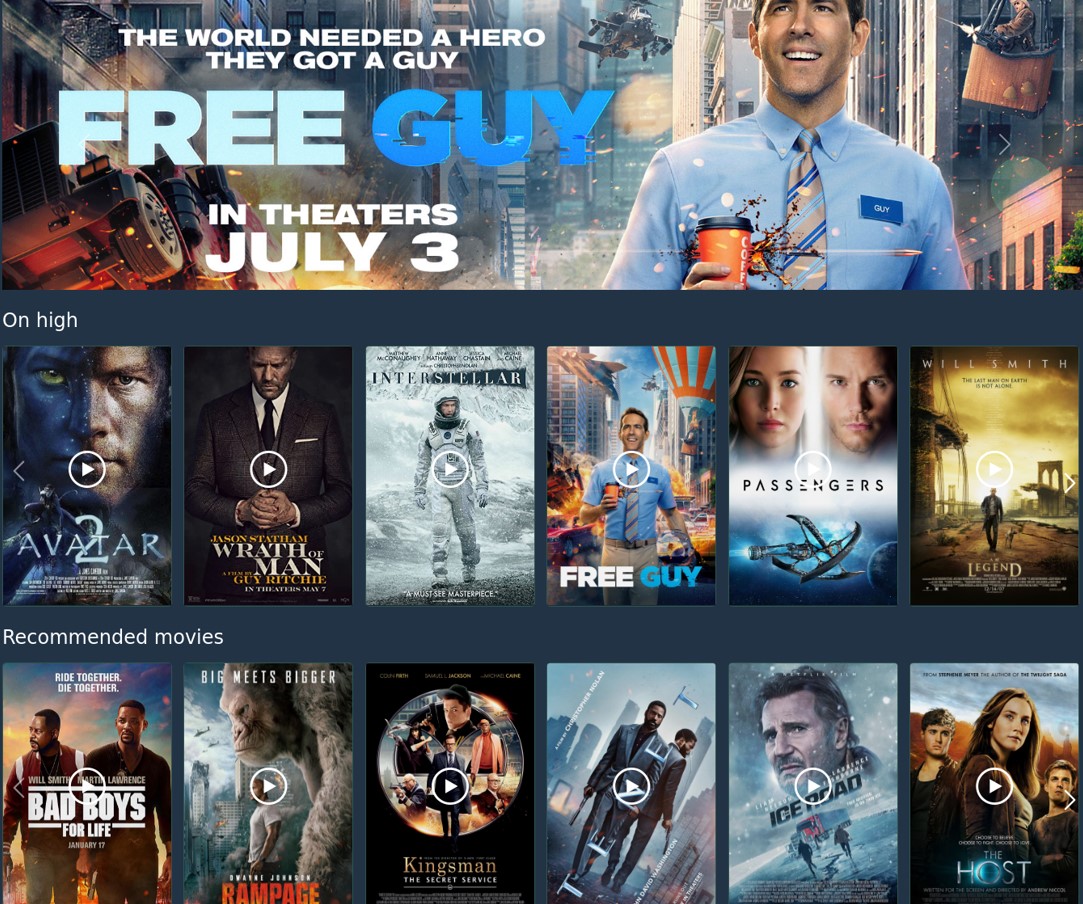 THE WORLD NEEDED A HERO
THEY GOT A GUY
FREE GUY
IN THEATERS
JULY 3
GUY
On high
AVATAR
2
JASON STATHAM
WRATH OF
MAN
A FILM BY
GUY RITCHIE
IN THEATERS MAY 7
MATTHEW McCONAUGHEY
ANNE HATHAWAY
JESSICA CHASTAIN
MICHAEL CAINE
INTERSTELLAR
"A MUST-SEE MASTERPIECE."
FREE GUY
PASSENGERS
WILL SMITH
THE LAST MAN ON EARTH
IS NOT ALONE.
LEGEND
Recommended movies
RIDE TOGETHER.
DIE TOGETHER.
WILL SMITH MARTIN LAWRENCE
BAD BOYS
FOR LIFE
JANUARY 17
BIG MEETS BIGGER
DWAYNE JOHNSON
RAMPAGE
COLIN FIRTH
SAMUEL L. JACKSON
MICHAEL CAINE
Kingsman
THE SECRET SERVICE
A FILM BY CHRISTOPHER NOLAN
TENET
JOHN DAVID WASHINGTON
ICE ROAD
FROM STEPHENIE MEYER THE AUTHOR OF THE TWILIGHT SAGA
CHOOSE TO BELIEVE.
CHOOSE TO FIGHT. CHOOSE TO LOVE.
THE
HOST
WRITTEN FOR THE SCREEN AND DIRECTED BY ANDREW NICCOL